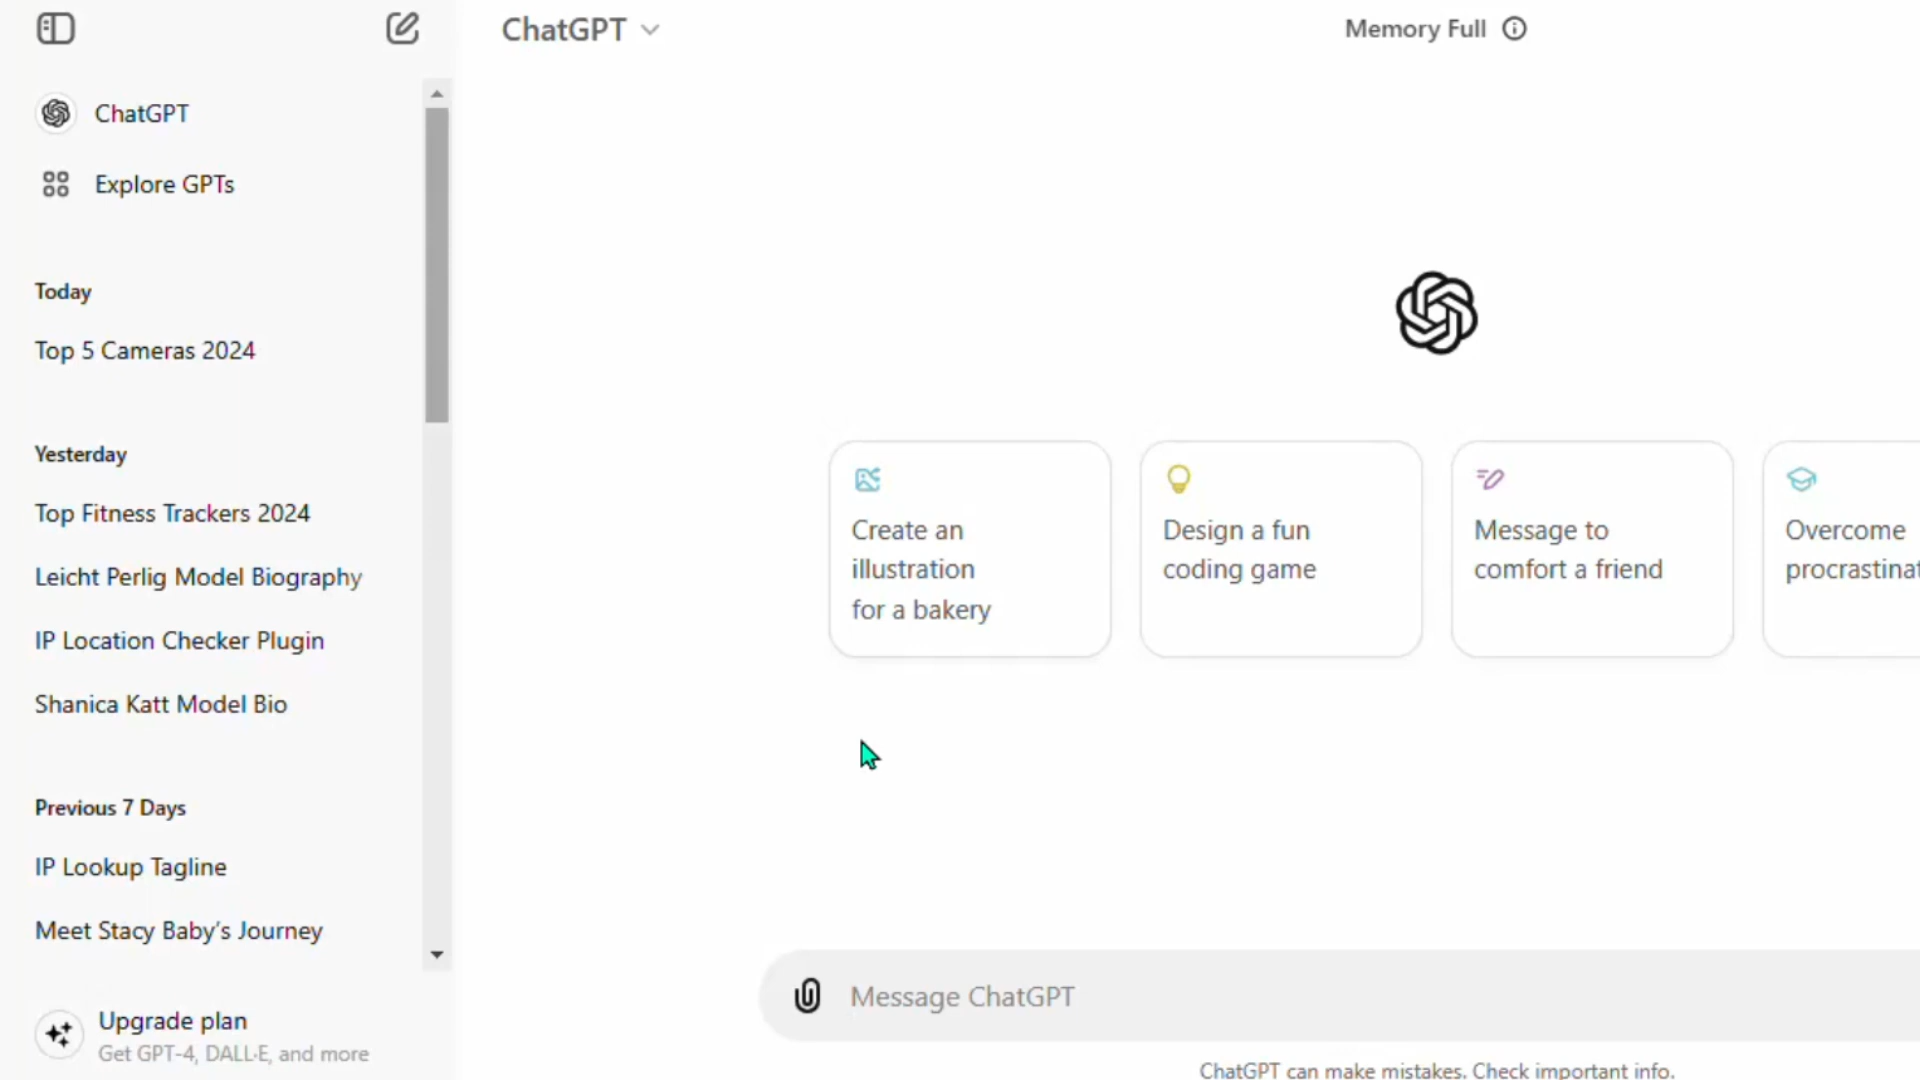 ChatGPT
Memory Full
ChatGPT
Explore GPTs
Today
Top 5 Cameras 2024
Yesterday
Top Fitness Trackers 2024
Leicht Perlig Model Biography
IP Location Checker Plugin
Shanica Katt Model Bio
Previous 7 Days
IP Lookup Tagline
Meet Stacy Baby’s Journey
Upgrade plan
Get GPT-4, DALL·E, and more
Create an
illustration
for a bakery
Design a fun
coding game
Message to
comfort a friend
Overcome
procrastinat
Message ChatGPT
ChatGPT can make mistakes. Check important info.